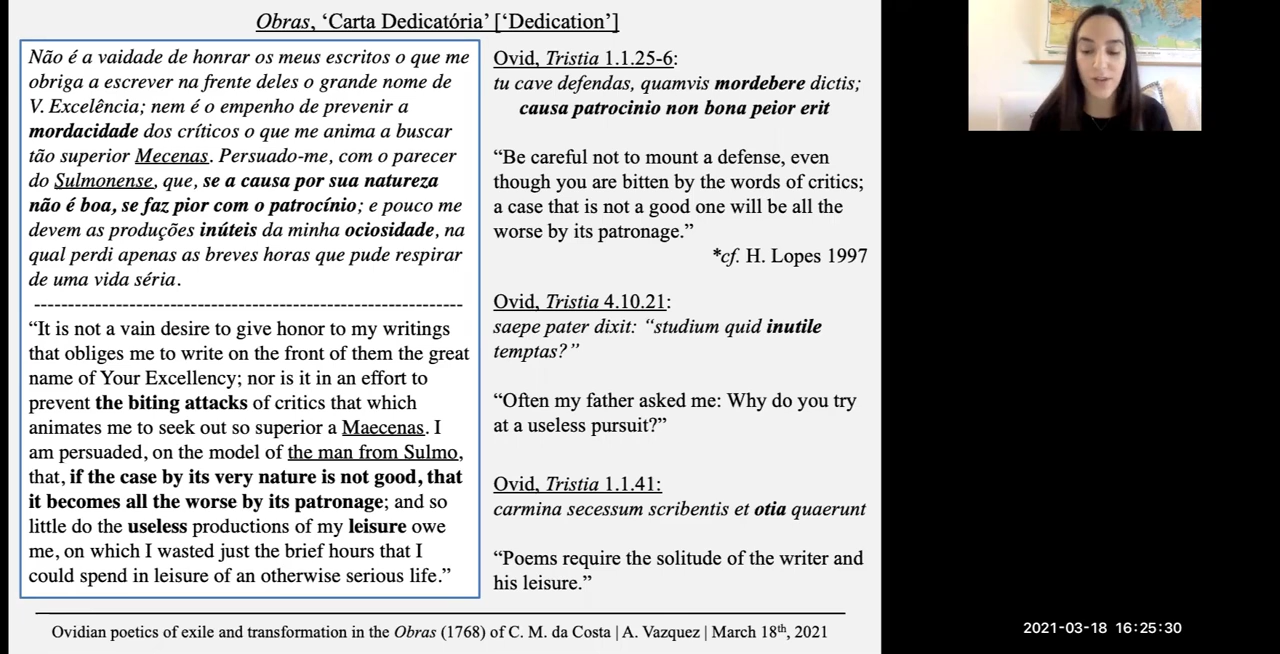 Obras, ‘Carta Dedicatória’ [‘Dedication’]
Não é a vaidade de honrar os meus escritos o que me
obriga a escrever na frente deles o grande nome de
V. Excelência; nem é o empenho de prevenir a
mordacidade dos críticos o que me anima a buscar
tão superior Mecenas. Persuado-me, com o parecer
do Sulmonense, que, se a causa por sua natureza
não é boa, se faz pior com o patrocínio; e pouco me
devem as produções inúteis da minha ociosidade, na
qual perdi apenas as breves horas que pude respirar
de uma vida séria.
----------------------------------------------------------------
“It is not a vain desire to give honor to my writings
that obliges me to write on the front of them the great
name of Your Excellency; nor is it in an effort to
prevent the biting attacks of critics that which
animates me to seek out so superior a Maecenas. I
am persuaded, on the model of the man from Sulmo,
that, if the case by its very nature is not good, that
it becomes all the worse by its patronage; and so
little do the useless productions of my leisure owe
me, on which I wasted just the brief hours that I
could spend in leisure of an otherwise serious life.”
Ovid, Tristia 1.1.25-6:
tu cave defendas, quamvis mordebere dictis;
causa patrocinio non bona peior erit
“Be careful not to mount a defense, even
though you are bitten by the words of critics;
a case that is not a good one will be all the
worse by its patronage.”
*cf. H. Lopes 1997
Ovid, Tristia 4.10.21:
saepe pater dixit: “studium quid inutile
temptas?”
“Often my father asked me: Why do you try
at a useless pursuit?”
Ovid, Tristia 1.1.41:
carmina secessum scribentis et otia quaerunt
“Poems require the solitude of the writer and
his leisure.”
Ovidian poetics of exile and transformation in the Obras (1768) of C. M. da Costa | A. Vazquez | March 18th, 2021
2021-03-18 16:25:30